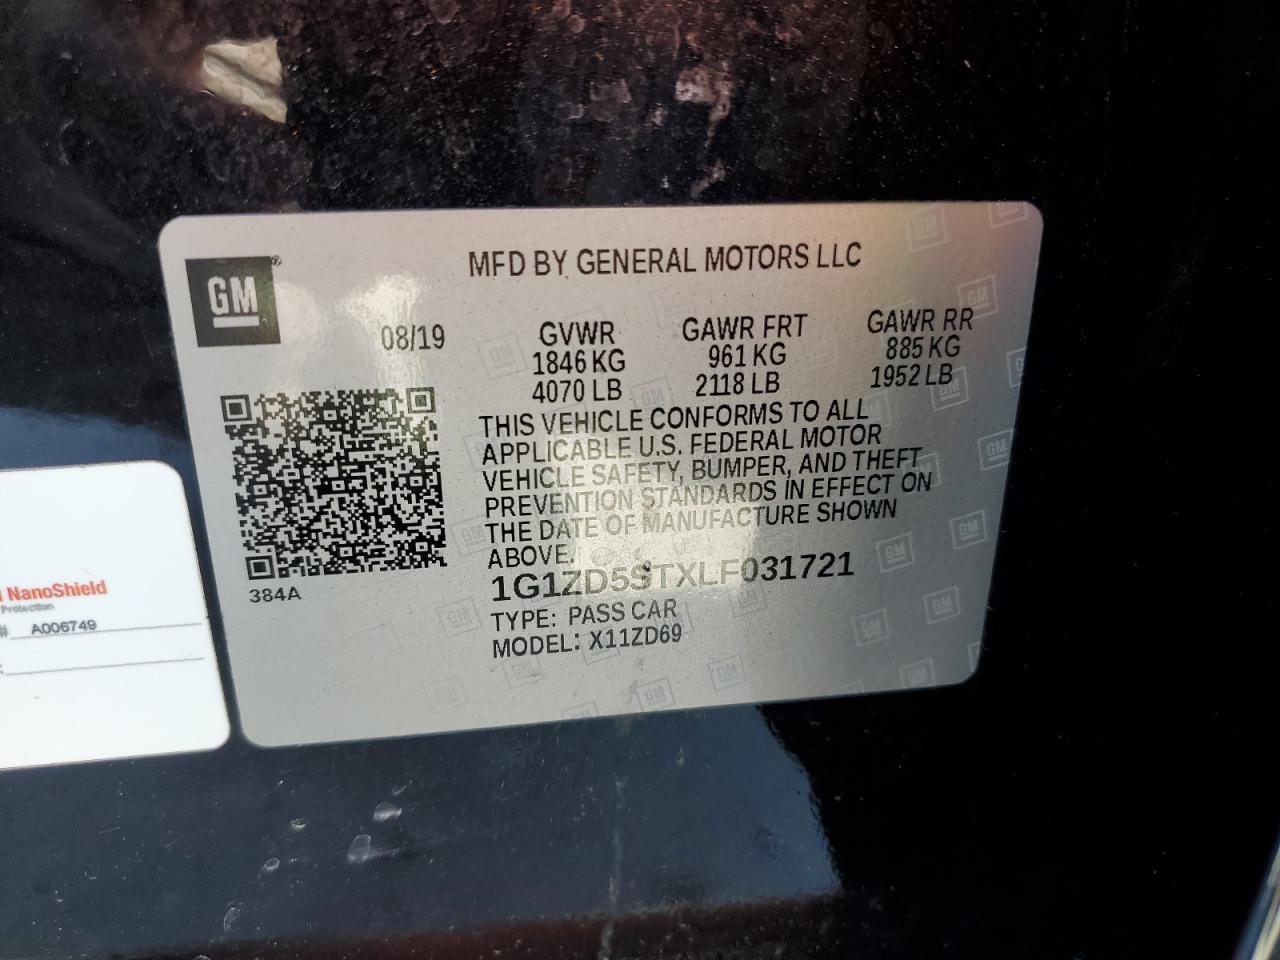 MFD BY GENERAL MOTORS LLC
GM
08/19
GVWR GAWR FRT GAWR RR
1846 KG 961 KG 885 KG
4070 LB 2118 LB 1952 LB
THIS VEHICLE CONFORMS TO ALL
APPLICABLE U.S. FEDERAL MOTOR
VEHICLE SAFETY, BUMPER, AND THEFT
PREVENTION STANDARDS IN EFFECT ON
THE DATE OF MANUFACTURE SHOWN
ABOVE.
384A
1G1ZD5STXLF031721
TYPE: PASS CAR
MODEL: X11ZD69
NanoShield
Protection
# A006749